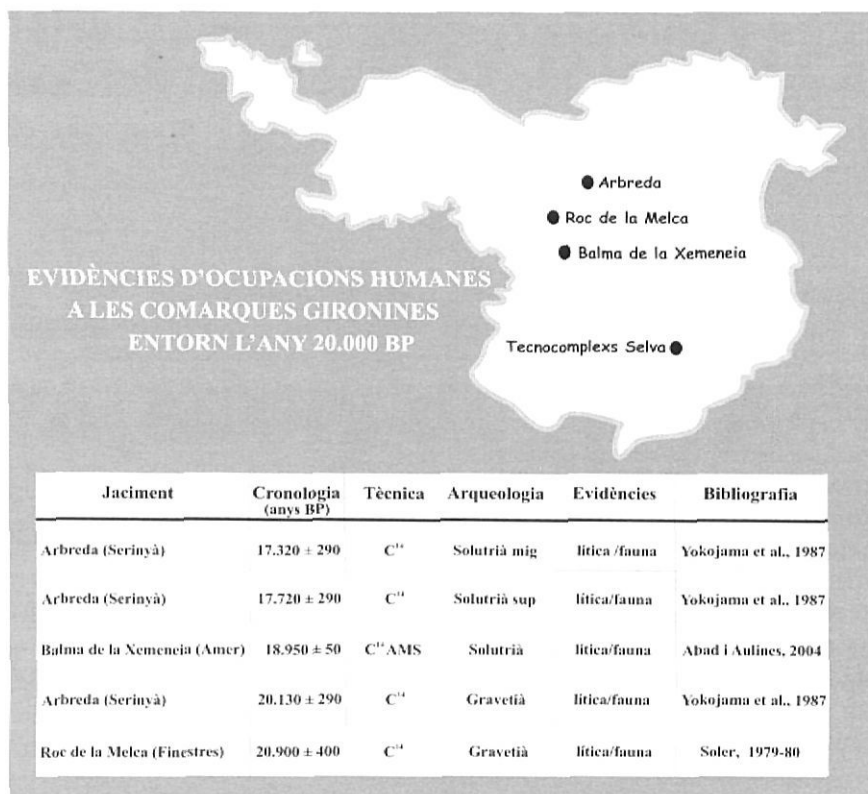 Arbreda
Roc de la Melca
Balma de la Xemeneia
EVIDÈNCIES D'OCUPACIONS HUMANES
A LES COMARQUES GIRONINES
ENTORN L'ANY 20.000 BP
Tecnocomplexs Selva
Jaciment Cronologia (anys BP) Tècnica Arqueologia Evidències Bibliografia
Arbreda (Serinyà) 17.320 ± 290 C¹⁴ Solutrià mig lítica /fauna Yokojama et al., 1987
Arbreda (Serinyà) 17.720 ± 290 C¹⁴ Solutrià sup lítica/fauna Yokojama et al., 1987
Balma de la Xemeneia (Amer) 18.950 ± 50 C¹⁴ AMS Solutrià lítica/fauna Abad i Aulines, 2004
Arbreda (Serinyà) 20.130 ± 290 C¹⁴ Gravetià lítica/fauna Yokojama et al., 1987
Roc de la Melca (Finestres) 20.900 ± 400 C¹⁴ Gravetià lítica/fauna Soler, 1979-80